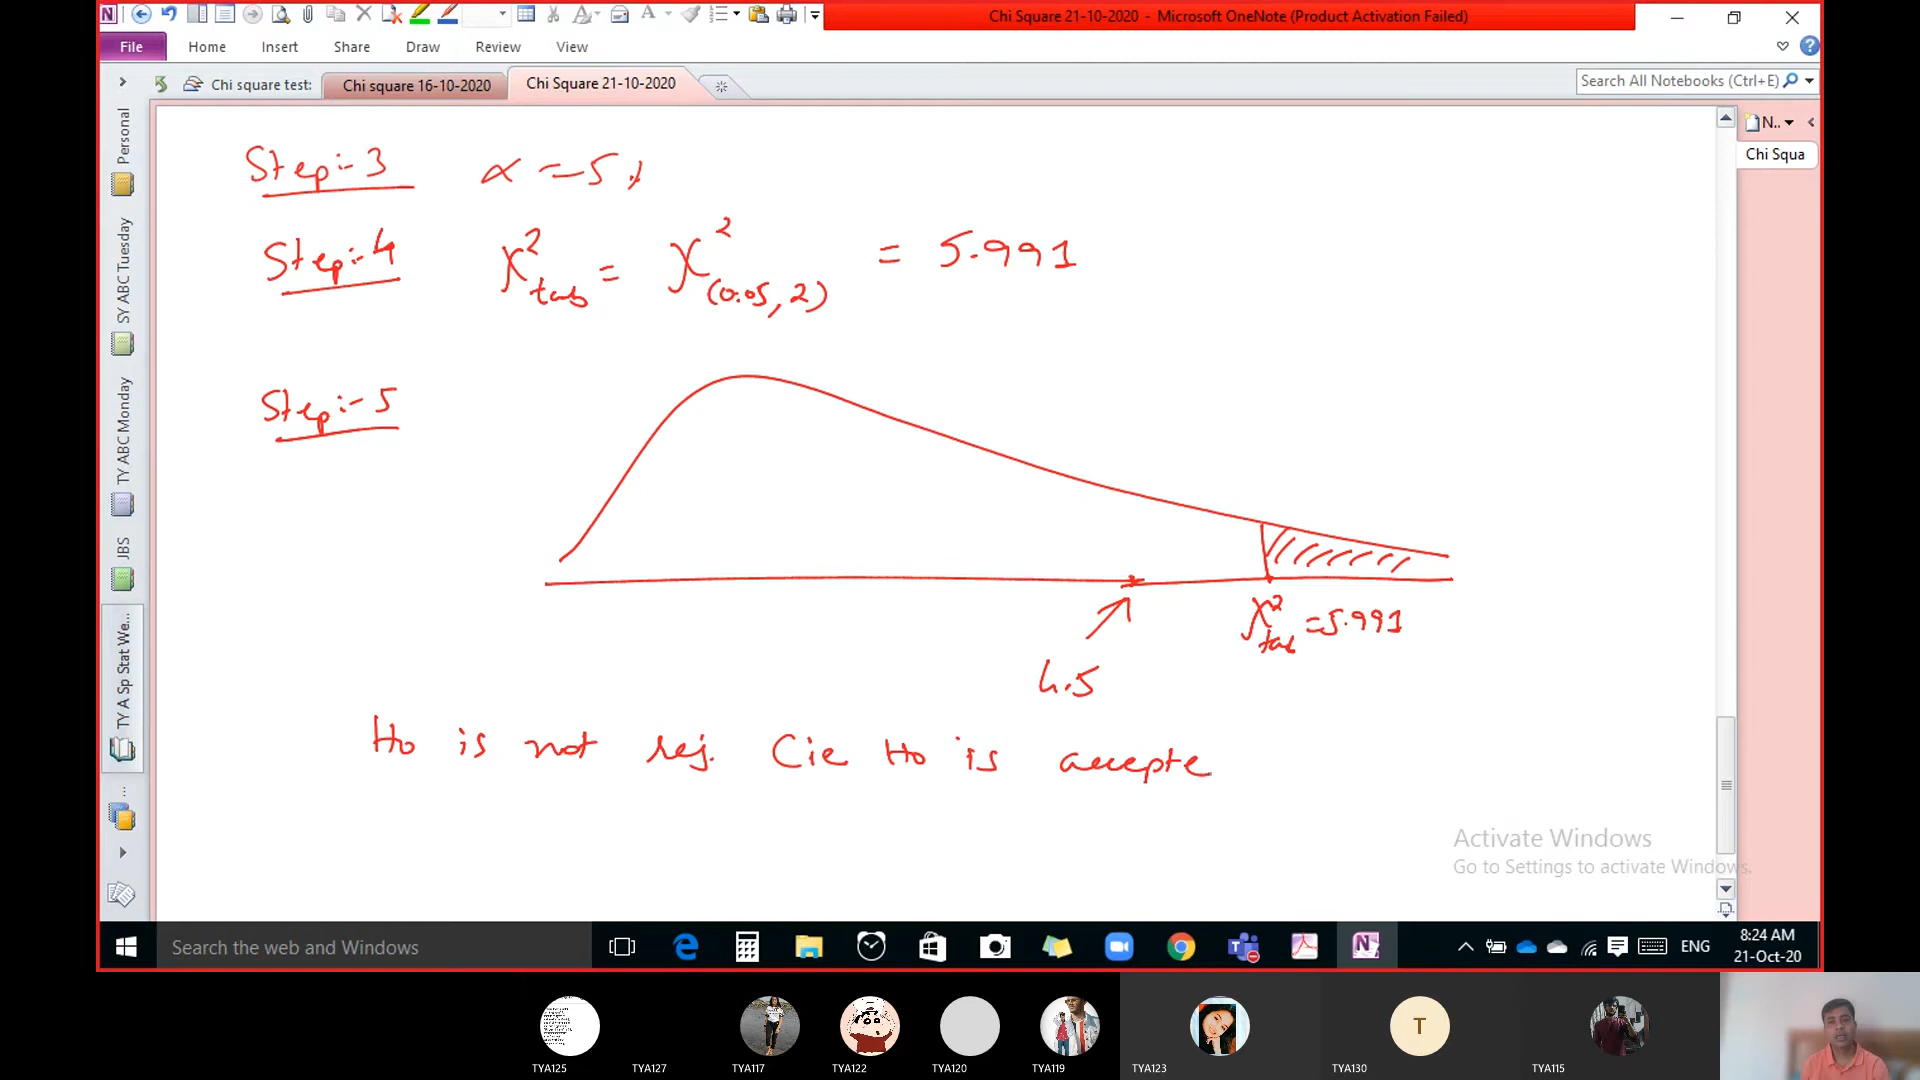 Chi Square 21-10-2020 - Microsoft OneNote (Product Activation Failed)
File Home Insert Share Draw Review View
Chi square test: Chi square 16-10-2020 Chi Square 21-10-2020
Search All Notebooks (Ctrl+E)
N..
Chi Squa
Personal
SY ABC Tuesday
TY ABC Monday
JBS
TY A Sp Stat We...
Step:-3 α = 5%
Step:-4 χ²tab = χ²(0.05, 2) = 5.991
Step:-5
χ²tab = 5.991
4.5
Ho is not rej. Cie Ho is accepte
Activate Windows
Go to Settings to activate Windows.
Search the web and Windows
ENG
8:24 AM
21-Oct-20
T
TYA125 TYA127 TYA117 TYA122 TYA120 TYA119 TYA123 TYA130 TYA115